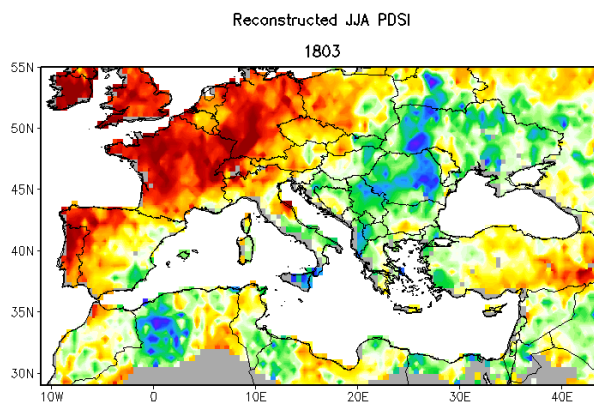 Reconstructed JJA PDSI
1803
55N
50N
45N
40N
35N
30N
10W 0 10E 20E 30E 40E